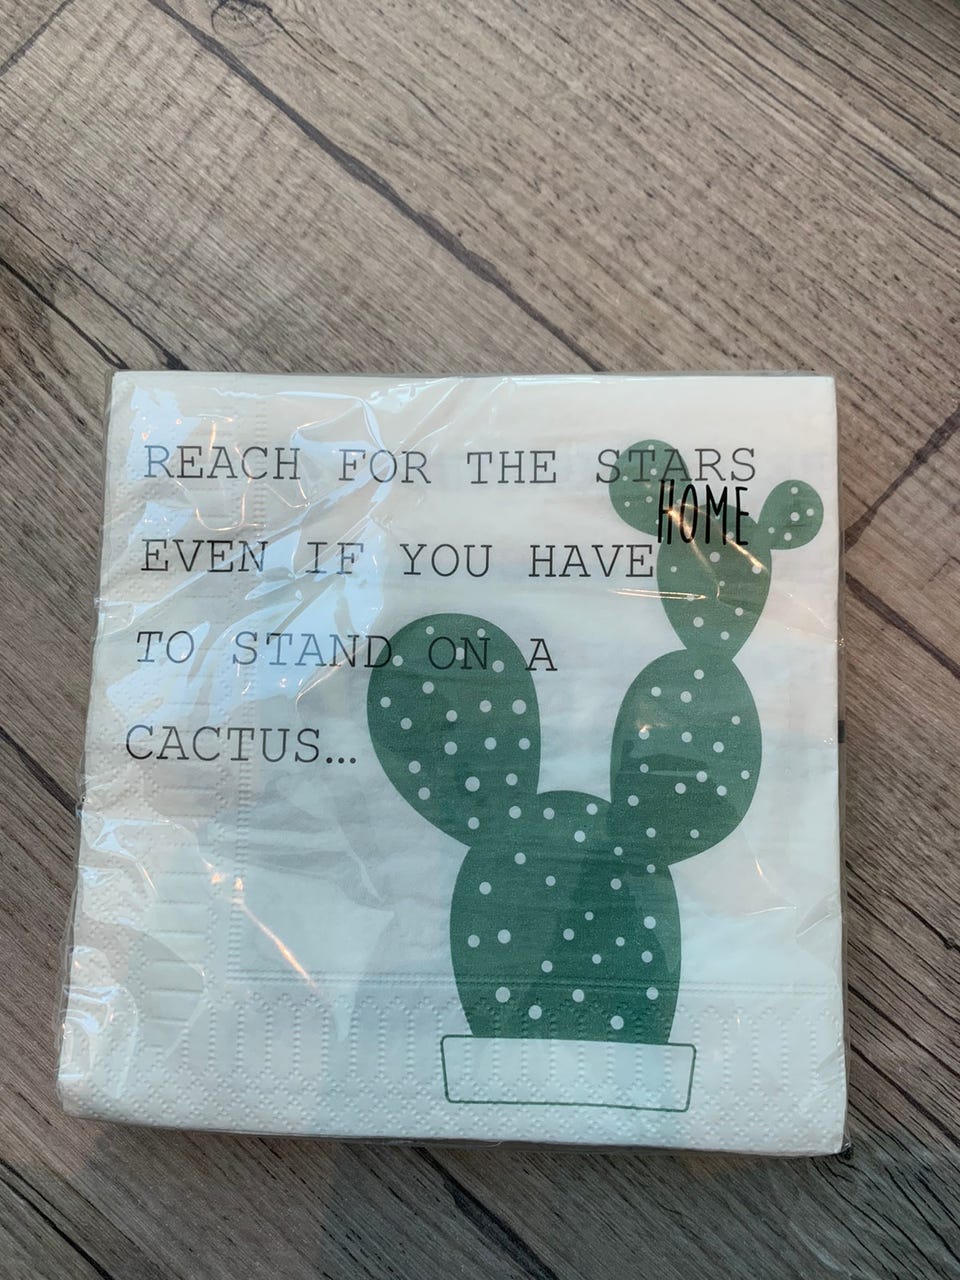 REACH FOR THE STARS
HOME
EVEN IF YOU HAVE
TO STAND ON A
CACTUS...